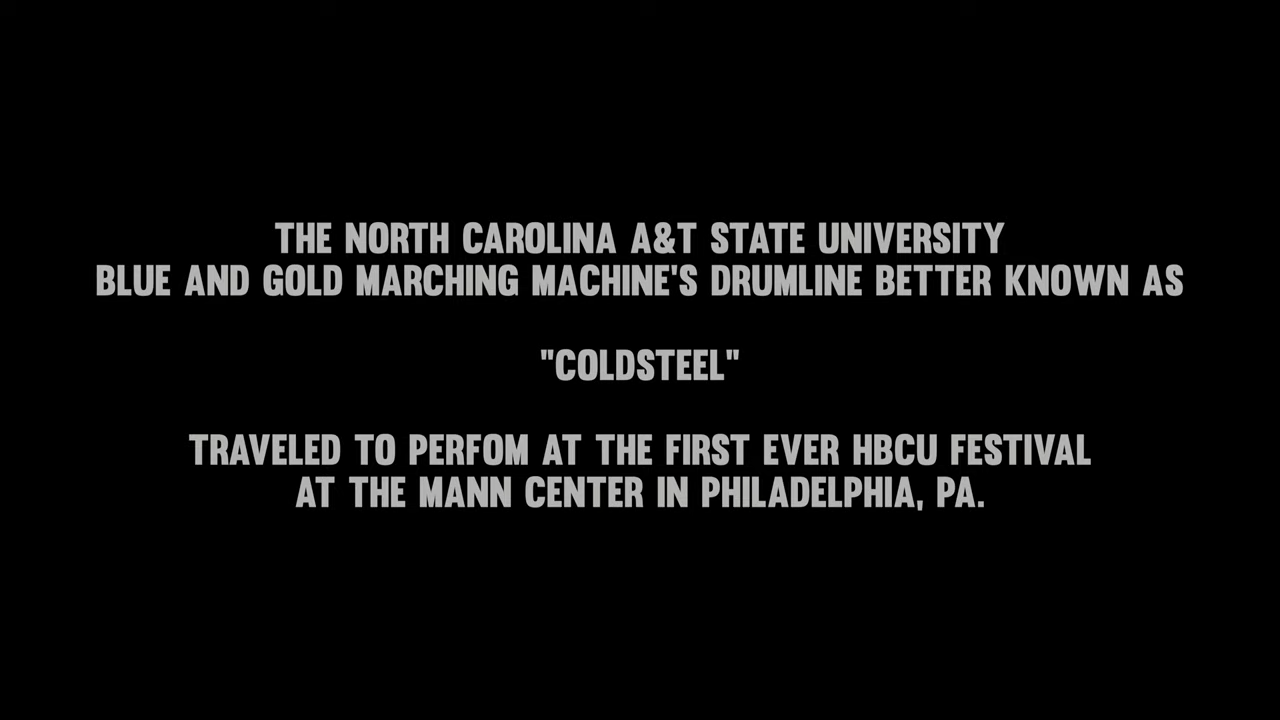 THE NORTH CAROLINA A&T STATE UNIVERSITY
BLUE AND GOLD MARCHING MACHINE'S DRUMLINE BETTER KNOWN AS
"COLDSTEEL"
TRAVELED TO PERFOM AT THE FIRST EVER HBCU FESTIVAL
AT THE MANN CENTER IN PHILADELPHIA, PA.